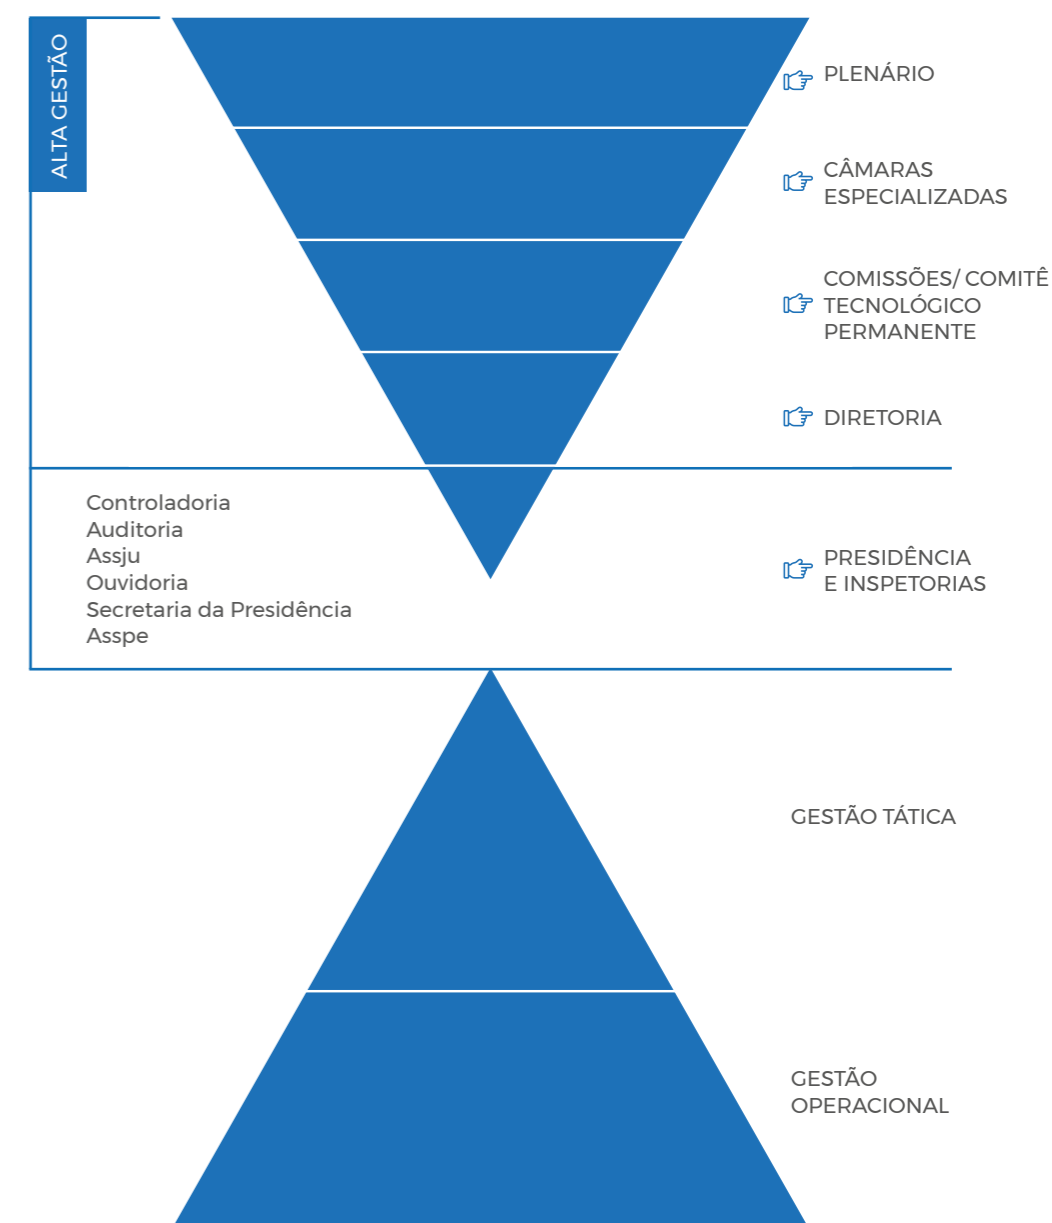 ALTA GESTÃO
PLENÁRIO
CÂMARAS
ESPECIALIZADAS
COMISSÕES/ COMITÊ
TECNOLÓGICO
PERMANENTE
DIRETORIA
Controladoria
Auditoria
Assju
Ouvidoria
Secretaria da Presidência
Asspe
PRESIDÊNCIA
E INSPETORIAS
GESTÃO TÁTICA
GESTÃO
OPERACIONAL